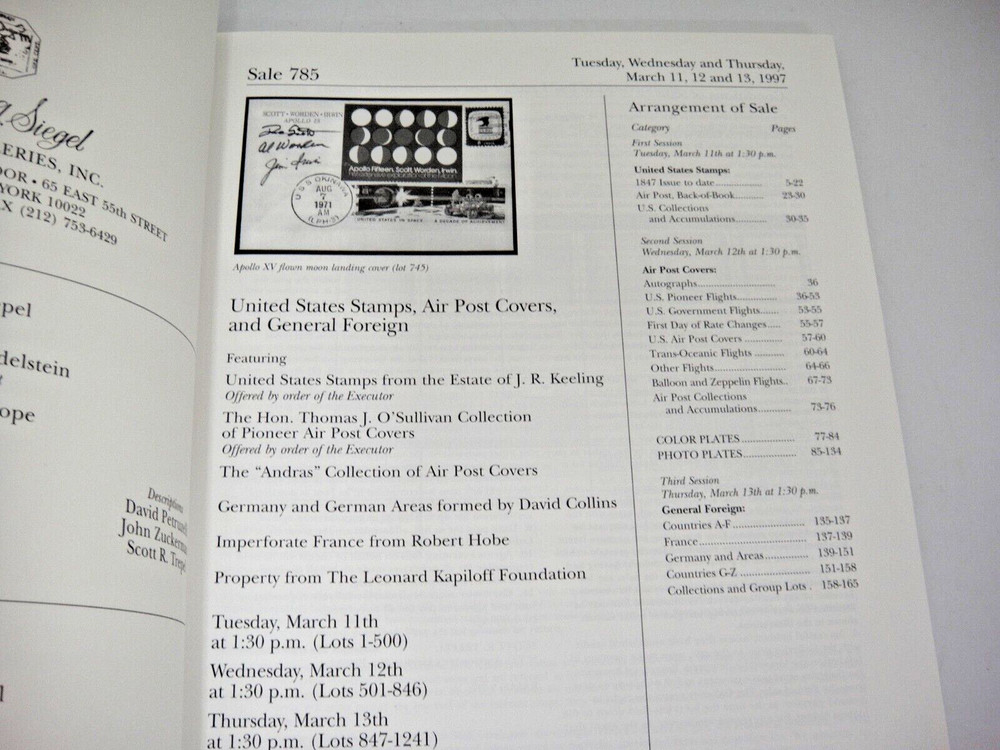 Siegel
ERIES, INC.
OOR • 65 EAST 55th STREET
YORK 10022
X (212) 753-6429
pel
delstein
ope
Descriptions
David
John
Scott R.
Sale 785
Tuesday, Wednesday and Thursday,
March 11, 12 and 13, 1997
SCOTT • WORDEN • IRWIN
APOLLO 15
Al Worden
Jim Irwin
Apollo Fifteen, Scott, Worden, Irwin.
USS OKINAWA
AUG
7
1971
AM
UNITED STATES IN SPACE... A DECADE OF ACHIEVEMENT
Apollo XV flown moon landing cover (lot 745)
United States Stamps, Air Post Covers,
and General Foreign
Featuring
United States Stamps from the Estate of J. R. Keeling
Offered by order of the Executor
The Hon. Thomas J. O'Sullivan Collection
of Pioneer Air Post Covers
Offered by order of the Executor
The "Andras" Collection of Air Post Covers
Germany and German Areas formed by David Collins
Imperforate France from Robert Hobe
Property from The Leonard Kapiloff Foundation
Tuesday, March 11th
at 1:30 p.m. (Lots 1-500)
Wednesday, March 12th
at 1:30 p.m. (Lots 501-846)
Thursday, March 13th
at 1:30 p.m. (Lots 847-1241)
Arrangement of Sale
Category Pages
First Session
Tuesday, March 11th at 1:30 p.m.
United States Stamps:
1847 Issue to date............... 5-22
Air Post, Back-of-Book......... 23-30
U.S. Collections
and Accumulations............ 30-35
Second Session
Wednesday, March 12th at 1:30 p.m.
Air Post Covers:
Autographs........................ 36
U.S. Pioneer Flights............. 36-53
U.S. Government Flights...... 53-55
First Day of Rate Changes.... 55-57
U.S. Air Post Covers ............ 57-60
Trans-Oceanic Flights ......... 60-64
Other Flights...................... 64-66
Balloon and Zeppelin Flights.. 67-73
Air Post Collections
and Accumulations............ 73-76
COLOR PLATES .................. 77-84
PHOTO PLATES.................. 85-134
Third Session
Thursday, March 13th at 1:30 p.m.
General Foreign:
Countries A-F ..................... 135-137
France................................ 137-139
Germany and Areas............. 139-151
Countries G-Z ..................... 151-158
Collections and Group Lots . 158-165